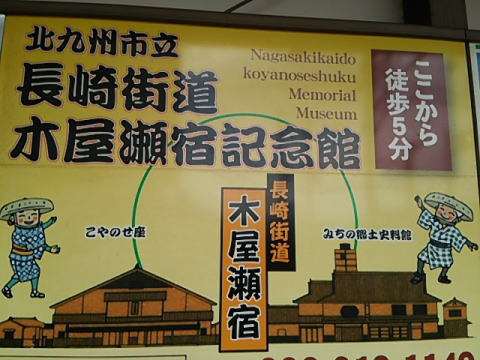 北九州市立
長崎街道
木屋瀬宿記念館
Nagasakikaido
koyanoseshuku
Memorial
Museum
ここから
徒歩5分
長崎街道
木屋瀬宿
こやのせ座
みちの郷土史料館